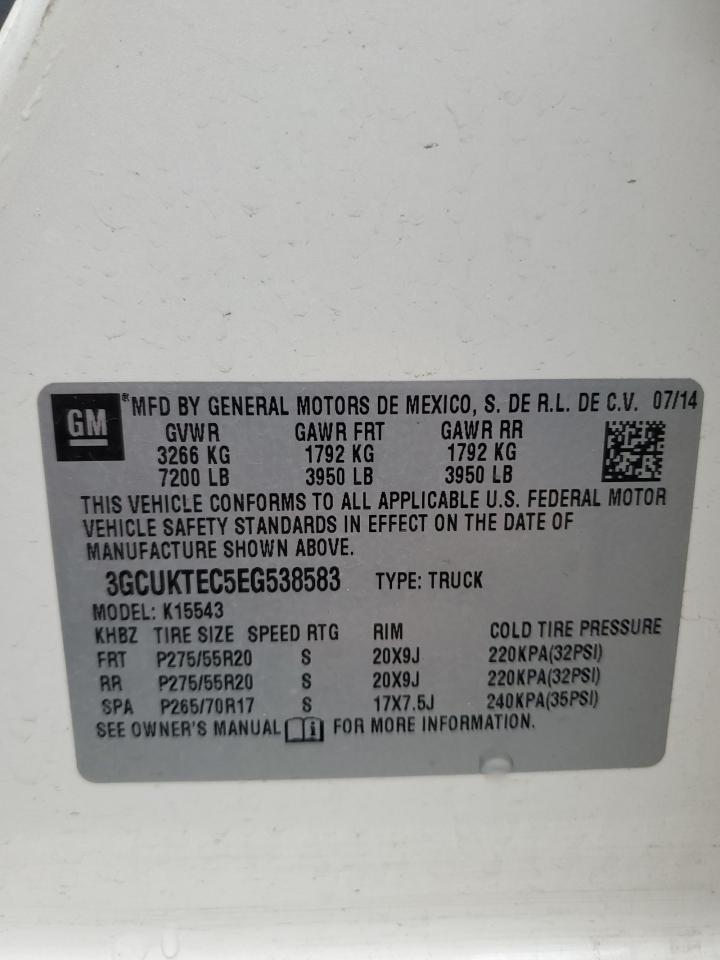 GM ® MFD BY GENERAL MOTORS DE MEXICO, S. DE R.L. DE C.V. 07/14
GVWR GAWR FRT GAWR RR
3266 KG 1792 KG 1792 KG
7200 LB 3950 LB 3950 LB
THIS VEHICLE CONFORMS TO ALL APPLICABLE U.S. FEDERAL MOTOR
VEHICLE SAFETY STANDARDS IN EFFECT ON THE DATE OF
MANUFACTURE SHOWN ABOVE.
3GCUKTEC5EG538583 TYPE: TRUCK
MODEL: K15543
KHBZ TIRE SIZE SPEED RTG RIM COLD TIRE PRESSURE
FRT P275/55R20 S 20X9J 220KPA(32PSI)
RR P275/55R20 S 20X9J 220KPA(32PSI)
SPA P265/70R17 S 17X7.5J 240KPA(35PSI)
SEE OWNER'S MANUAL i FOR MORE INFORMATION.